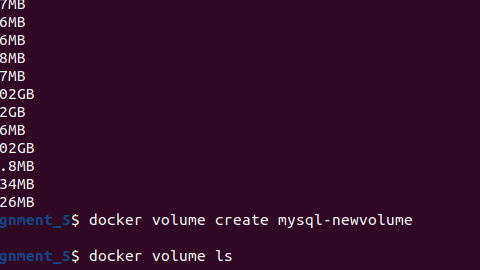 7MB
6MB
6MB
8MB
7MB
02GB
2GB
6MB
02GB
.8MB
34MB
26MB
gnment_5$ docker volume create mysql-newvolume
gnment_5$ docker volume ls